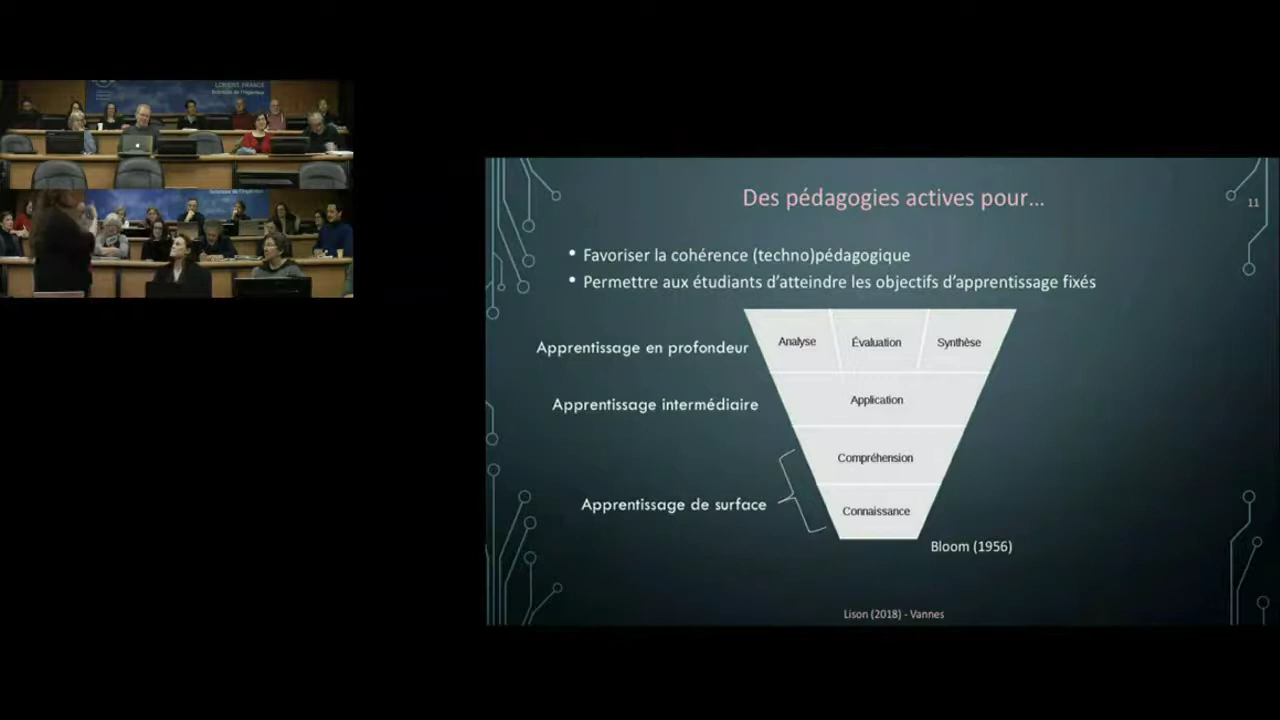 LORIENT, FRANCE
Sciences de l'Ingénieur
Sciences de l'Ingénieur
Des pédagogies actives pour...
11
• Favoriser la cohérence (techno)pédagogique
• Permettre aux étudiants d'atteindre les objectifs d'apprentissage fixés
Apprentissage en profondeur
Analyse
Évaluation
Synthèse
Apprentissage intermédiaire
Application
Compréhension
Apprentissage de surface
Connaissance
Bloom (1956)
Lison (2018) - Vannes